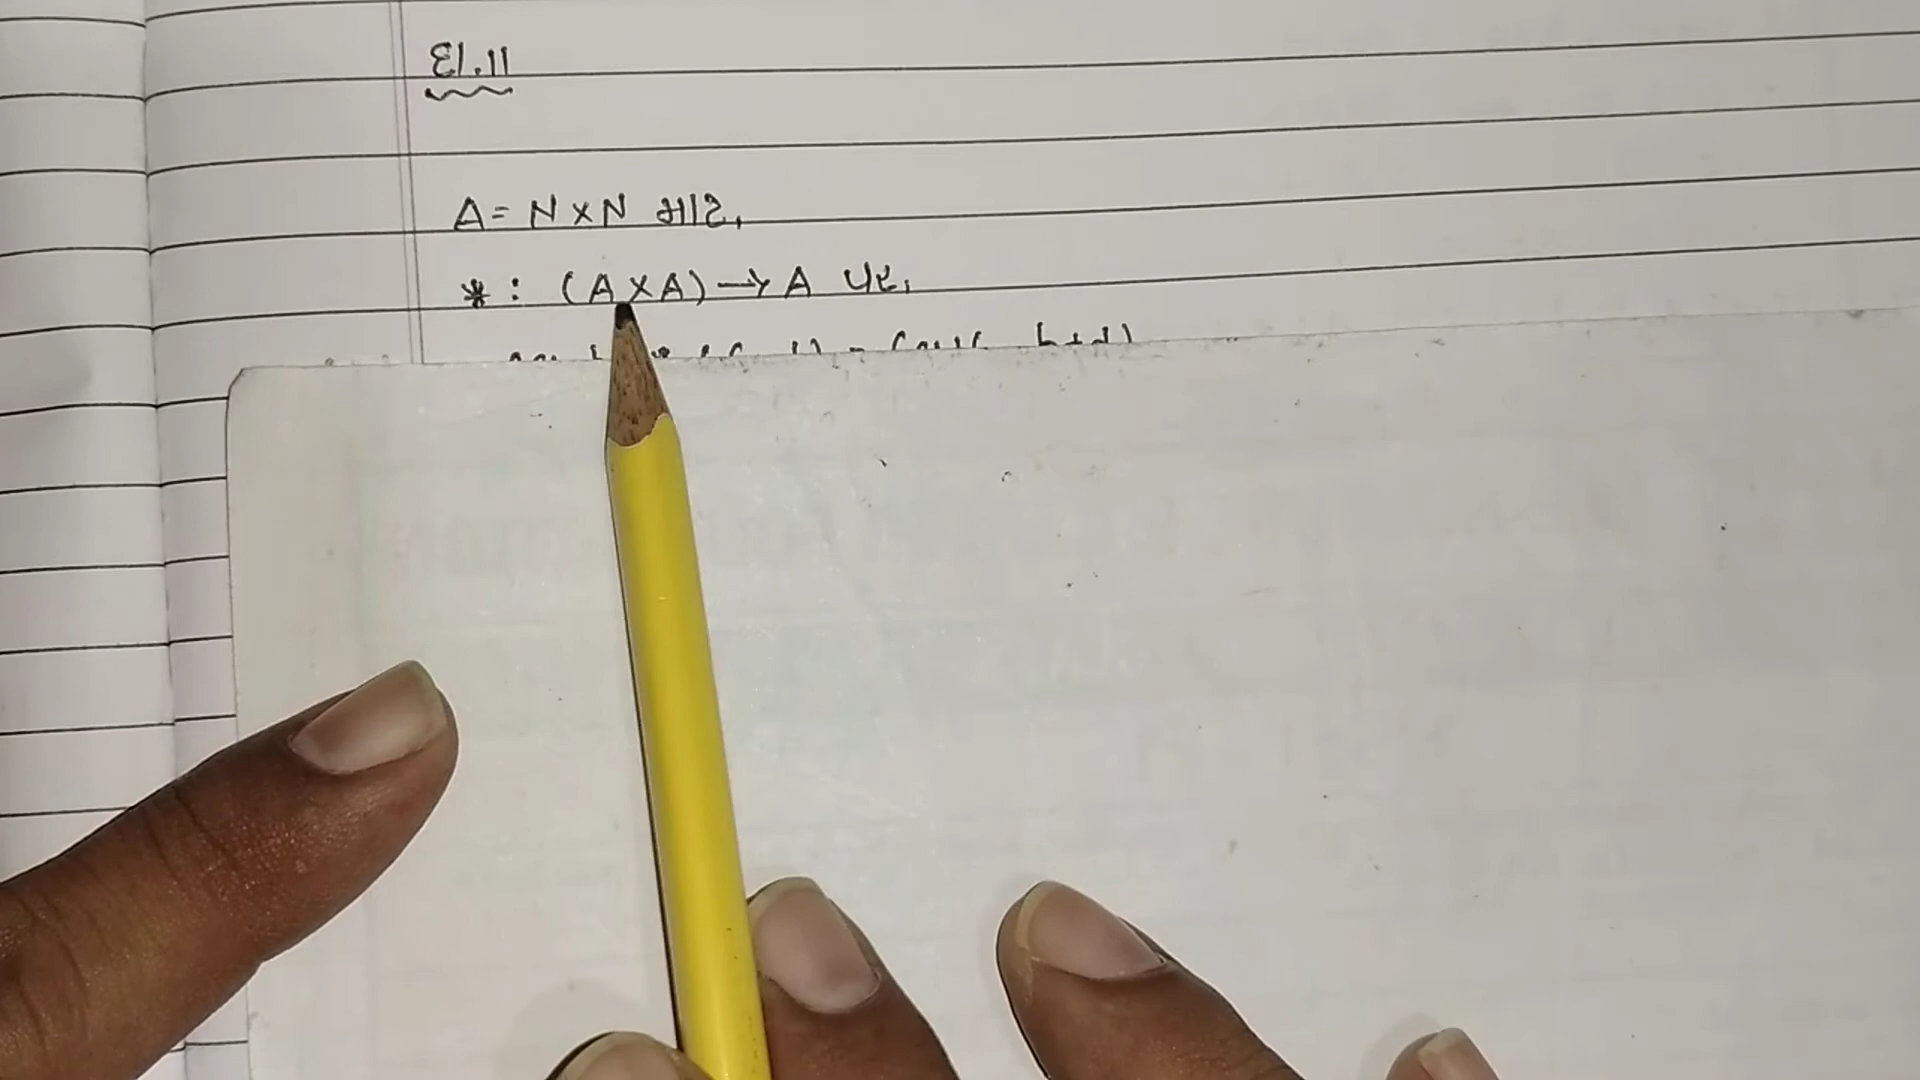 દા.11
A = N × N માટે,
* : (A × A) → A પર,